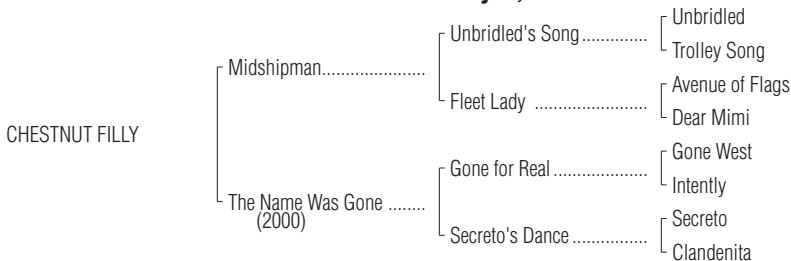 Unbridled
Unbridled's Song ..............
Trolley Song
Midshipman......................
Avenue of Flags
Fleet Lady ........................
Dear Mimi
CHESTNUT FILLY
Gone West
Gone for Real ....................
Intently
The Name Was Gone ........
(2000)
Secreto
Secreto's Dance ................
Clandenita